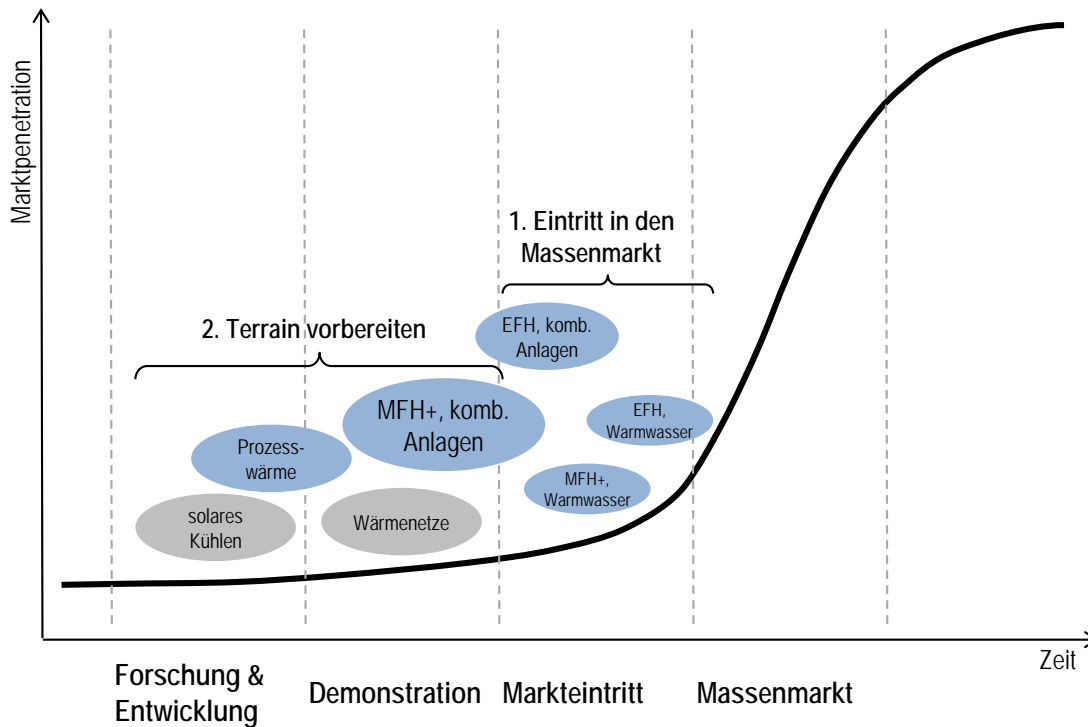 Marktpenetration
1. Eintritt in den
Massenmarkt
2. Terrain vorbereiten
EFH, komb.
Anlagen
MFH+, komb.
Anlagen
EFH,
Warmwasser
Prozess-
wärme
MFH+,
Warmwasser
solares
Kühlen
Wärmenetze
Zeit
Forschung &
Entwicklung
Demonstration
Markteintritt
Massenmarkt